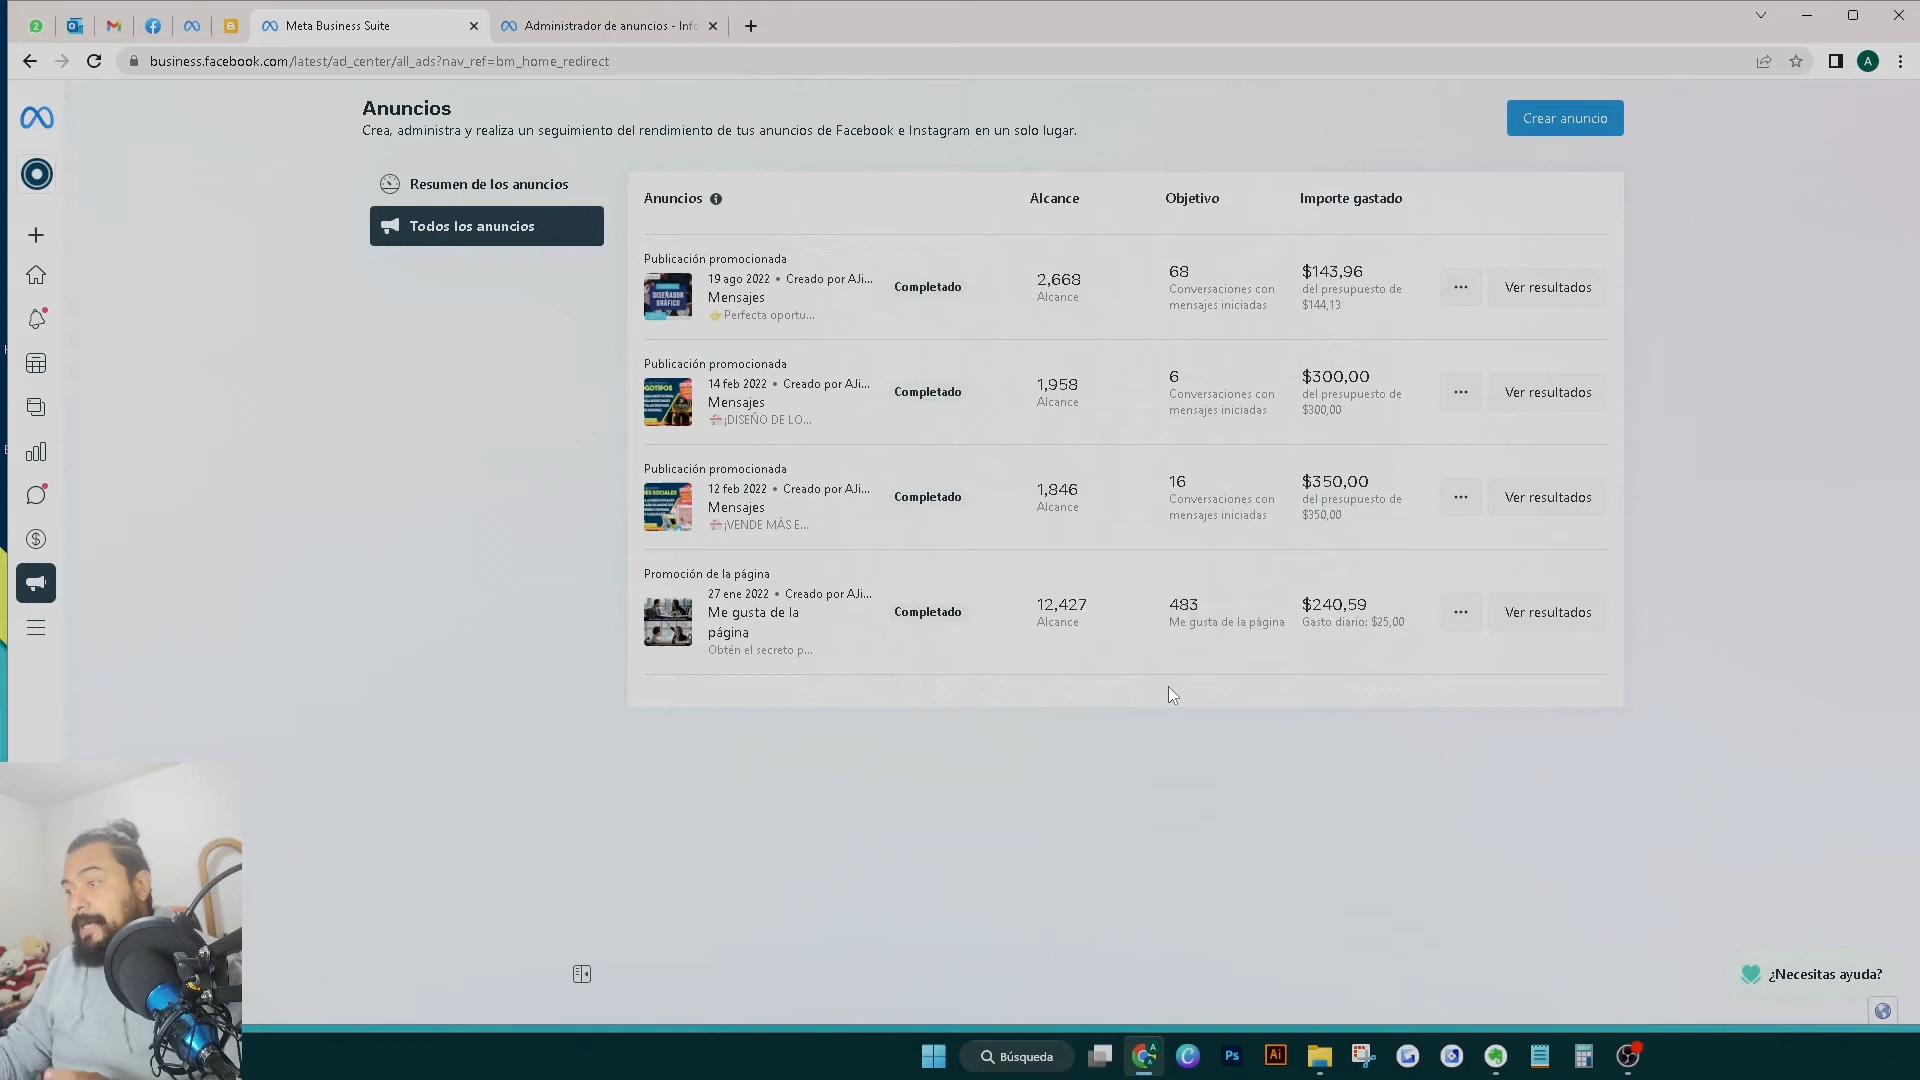 Meta Business Suite
Administrador de anuncios - Info
business.facebook.com/latest/ad_center/all_ads?nav_ref=bm_home_redirect
A
Anuncios
Crea, administra y realiza un seguimiento del rendimiento de tus anuncios de Facebook e Instagram en un solo lugar.
Crear anuncio
Resumen de los anuncios
Todos los anuncios
Anuncios
Alcance
Objetivo
Importe gastado
Publicación promocionada
19 ago 2022 • Creado por AJi...
Mensajes
👉Perfecta oportu...
DISEÑADOR
GRÁFICO
Completado
2,668
Alcance
68
Conversaciones con
mensajes iniciadas
$143,96
del presupuesto de
$144,13
Ver resultados
Publicación promocionada
14 feb 2022 • Creado por AJi...
Mensajes
¡DISEÑO DE LO...
Completado
1,958
Alcance
6
Conversaciones con
mensajes iniciadas
$300,00
del presupuesto de
$300,00
Ver resultados
Publicación promocionada
12 feb 2022 • Creado por AJi...
Mensajes
¡VENDE MÁS E...
Completado
1,846
Alcance
16
Conversaciones con
mensajes iniciadas
$350,00
del presupuesto de
$350,00
Ver resultados
Promoción de la página
27 ene 2022 • Creado por AJi...
Me gusta de la
página
Obtén el secreto p...
Completado
12,427
Alcance
483
Me gusta de la página
$240,59
Gasto diario: $25,00
Ver resultados
¿Necesitas ayuda?
Búsqueda
Ps
Ai